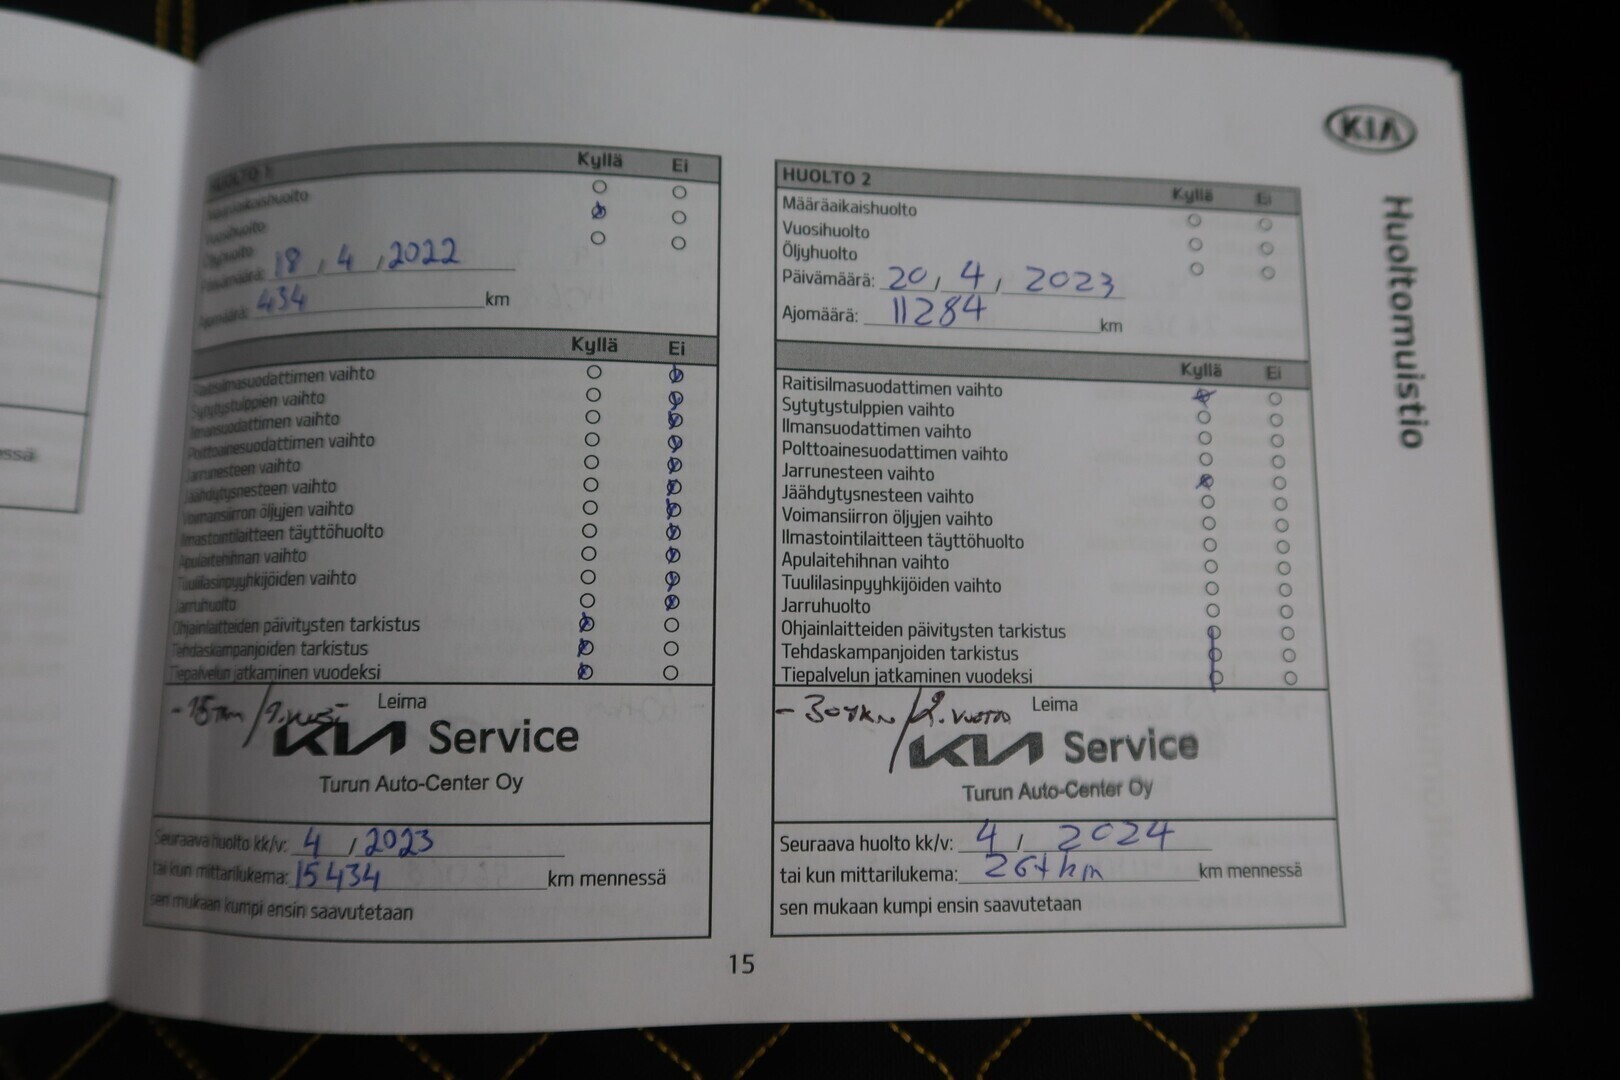 KIA
Huoltomuistio
HUOLTO 1 Kyllä Ei
Määräaikaishuolto
Vuosihuolto
Öljyhuolto
Päivämäärä: 18 , 4 , 2022
Ajomäärä: 434 km
Kyllä Ei
Raitisilmasuodattimen vaihto
Sytytystulppien vaihto
Ilmansuodattimen vaihto
Polttoainesuodattimen vaihto
Jarrunesteen vaihto
Jäähdytysnesteen vaihto
Voimansiirron öljyjen vaihto
Ilmastointilaitteen täyttöhuolto
Apulaitehihnan vaihto
Tuulilasinpyyhkijöiden vaihto
Jarruhuolto
Ohjainlaitteiden päivitysten tarkistus
Tehdaskampanjoiden tarkistus
Tiepalvelun jatkaminen vuodeksi
Leima
KIA Service
Turun Auto-Center Oy
Seuraava huolto kk/v: 4 / 2023
tai kun mittarilukema: 15434 km mennessä
sen mukaan kumpi ensin saavutetaan
HUOLTO 2 Kyllä Ei
Määräaikaishuolto
Vuosihuolto
Öljyhuolto
Päivämäärä: 20 , 4 , 2023
Ajomäärä: 11284 km
Kyllä Ei
Raitisilmasuodattimen vaihto
Sytytystulppien vaihto
Ilmansuodattimen vaihto
Polttoainesuodattimen vaihto
Jarrunesteen vaihto
Jäähdytysnesteen vaihto
Voimansiirron öljyjen vaihto
Ilmastointilaitteen täyttöhuolto
Apulaitehihnan vaihto
Tuulilasinpyyhkijöiden vaihto
Jarruhuolto
Ohjainlaitteiden päivitysten tarkistus
Tehdaskampanjoiden tarkistus
Tiepalvelun jatkaminen vuodeksi
Leima
KIA Service
Turun Auto-Center Oy
Seuraava huolto kk/v: 4 / 2024
tai kun mittarilukema: 26tkm km mennessä
sen mukaan kumpi ensin saavutetaan
15